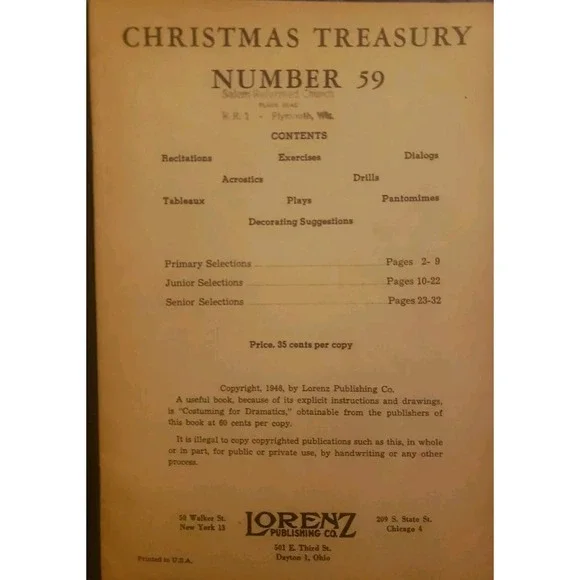 CHRISTMAS TREASURY
NUMBER 59
Salem Reformed Church
R. R. 1 - Plymouth, Wis.
CONTENTS
Recitations Exercises Dialogs
Acrostics Drills
Tableaux Plays Pantomimes
Decorating Suggestions
Primary Selections Pages 2- 9
Junior Selections Pages 10-22
Senior Selections Pages 23-32
Price, 35 cents per copy
Copyright, 1948, by Lorenz Publishing Co.
A useful book, because of its explicit instructions and drawings,
is "Costuming for Dramatics," obtainable from the publishers of
this book at 60 cents per copy.
It is illegal to copy copyrighted publications such as this, in whole
or in part, for public or private use, by handwriting or any other
process.
50 Walker St.
New York 13
LORENZ
PUBLISHING CO.
209 S. State St.
Chicago 4
501 E. Third St.
Dayton 1, Ohio
Printed in U.S.A.